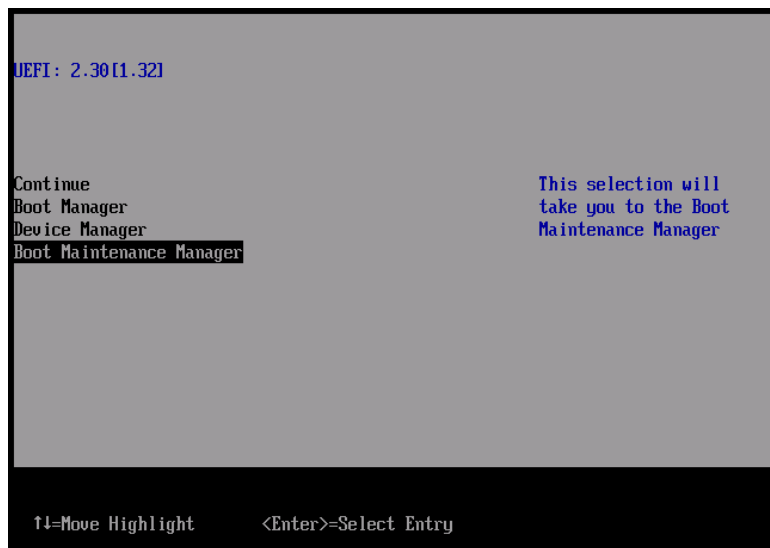 UEFI: 2.30[1.32]
Continue
Boot Manager
Device Manager
Boot Maintenance Manager
This selection will
take you to the Boot
Maintenance Manager
↑↓=Move Highlight <Enter>=Select Entry